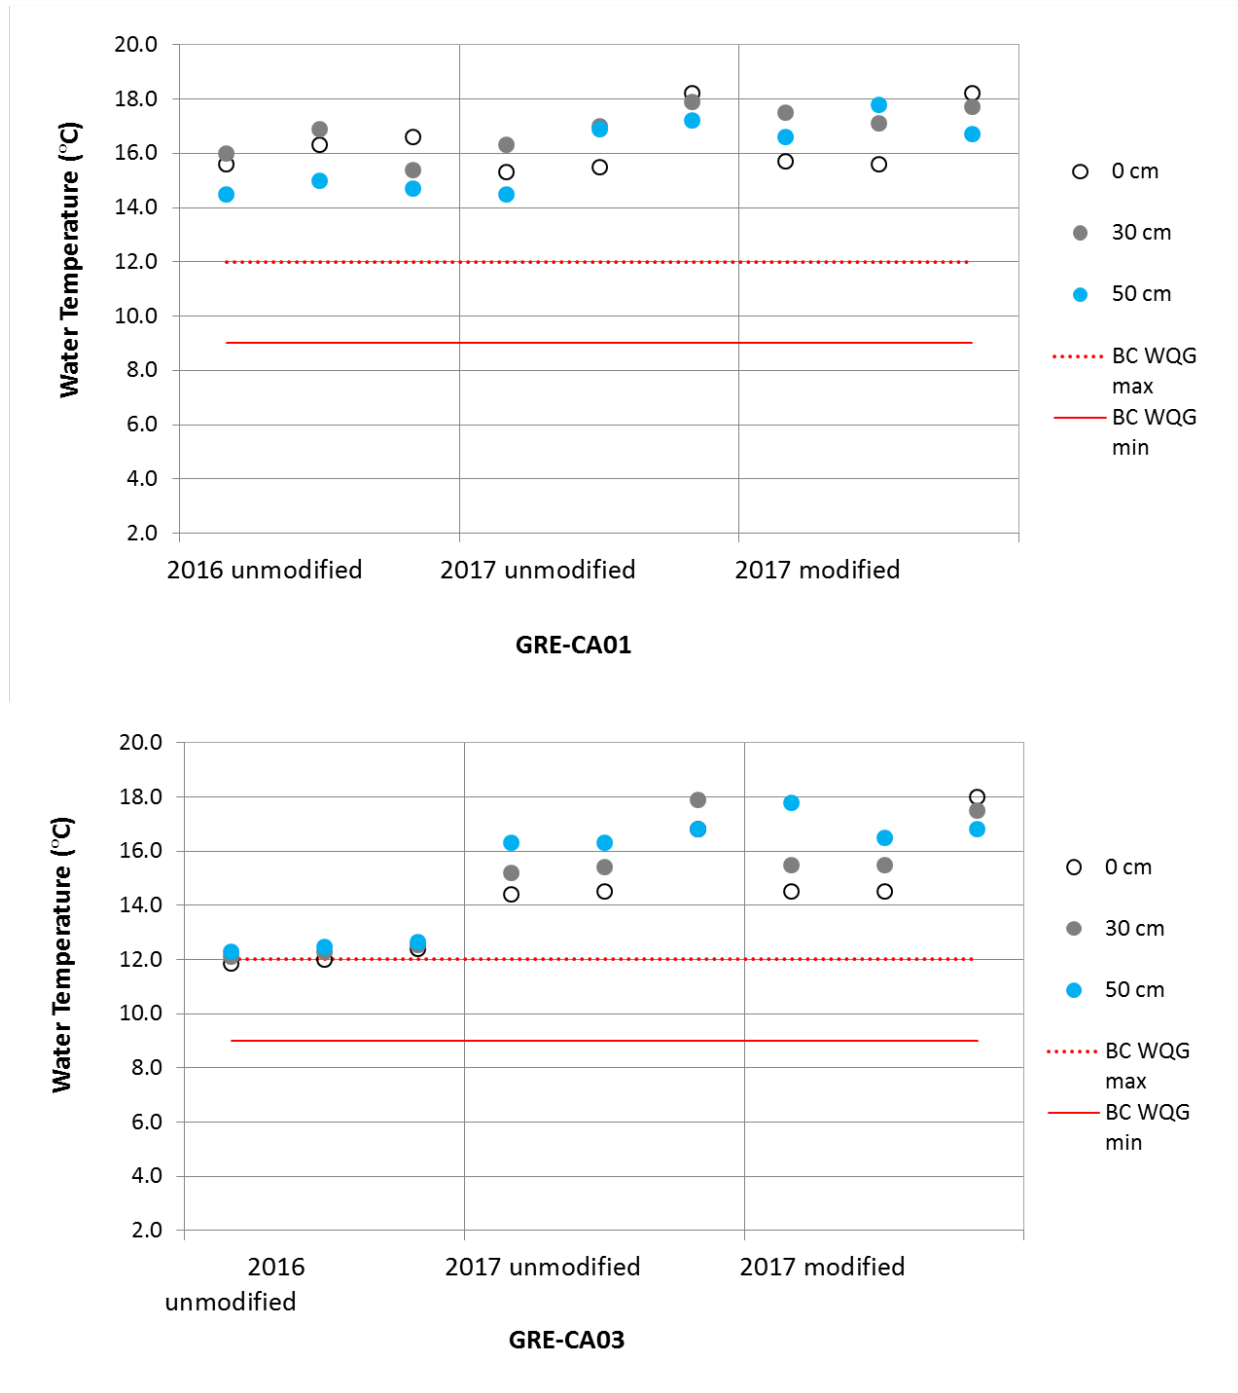 20.0
18.0
16.0
14.0
12.0
10.0
8.0
6.0
4.0
2.0
Water Temperature (°C)
2016 unmodified
2017 unmodified
2017 modified
GRE-CA01
0 cm
30 cm
50 cm
BC WQG
max
BC WQG
min
20.0
18.0
16.0
14.0
12.0
10.0
8.0
6.0
4.0
2.0
Water Temperature (°C)
2016
unmodified
2017 unmodified
2017 modified
GRE-CA03
0 cm
30 cm
50 cm
BC WQG
max
BC WQG
min